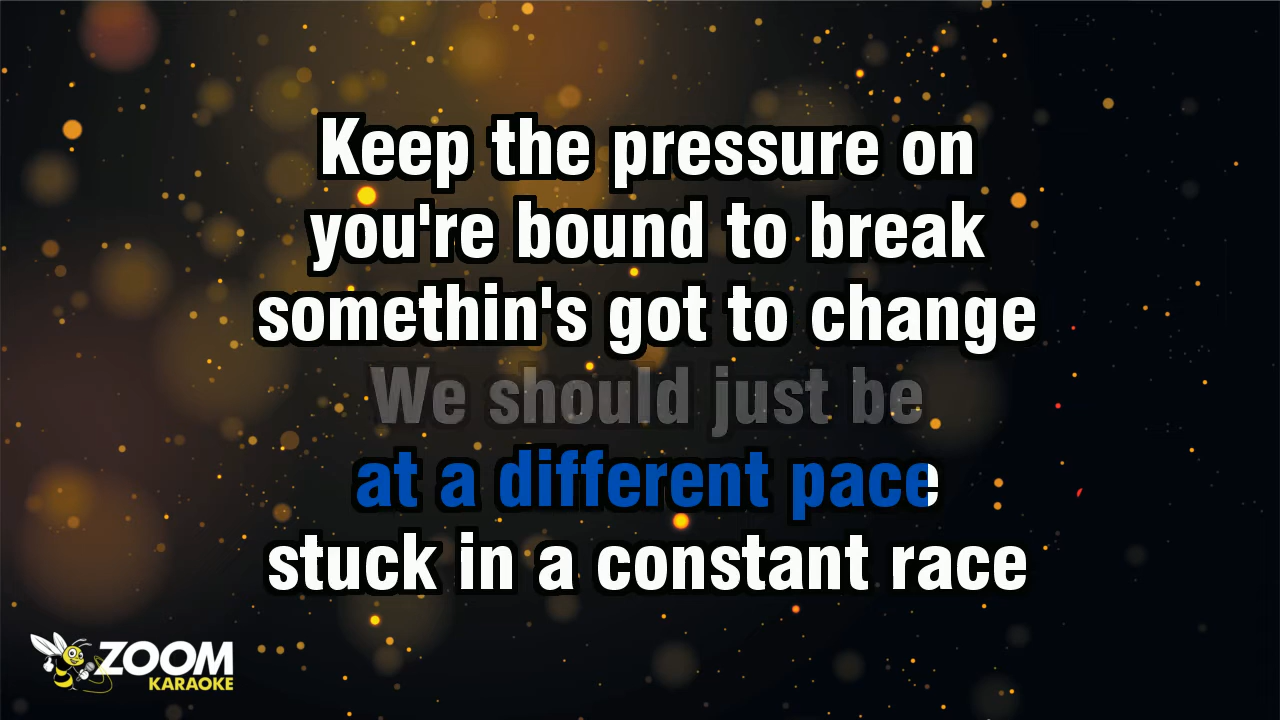 Keep the pressure on
you're bound to break
somethin's got to change
We should just be
at a different pace
stuck in a constant race
ZOOM
KARAOKE